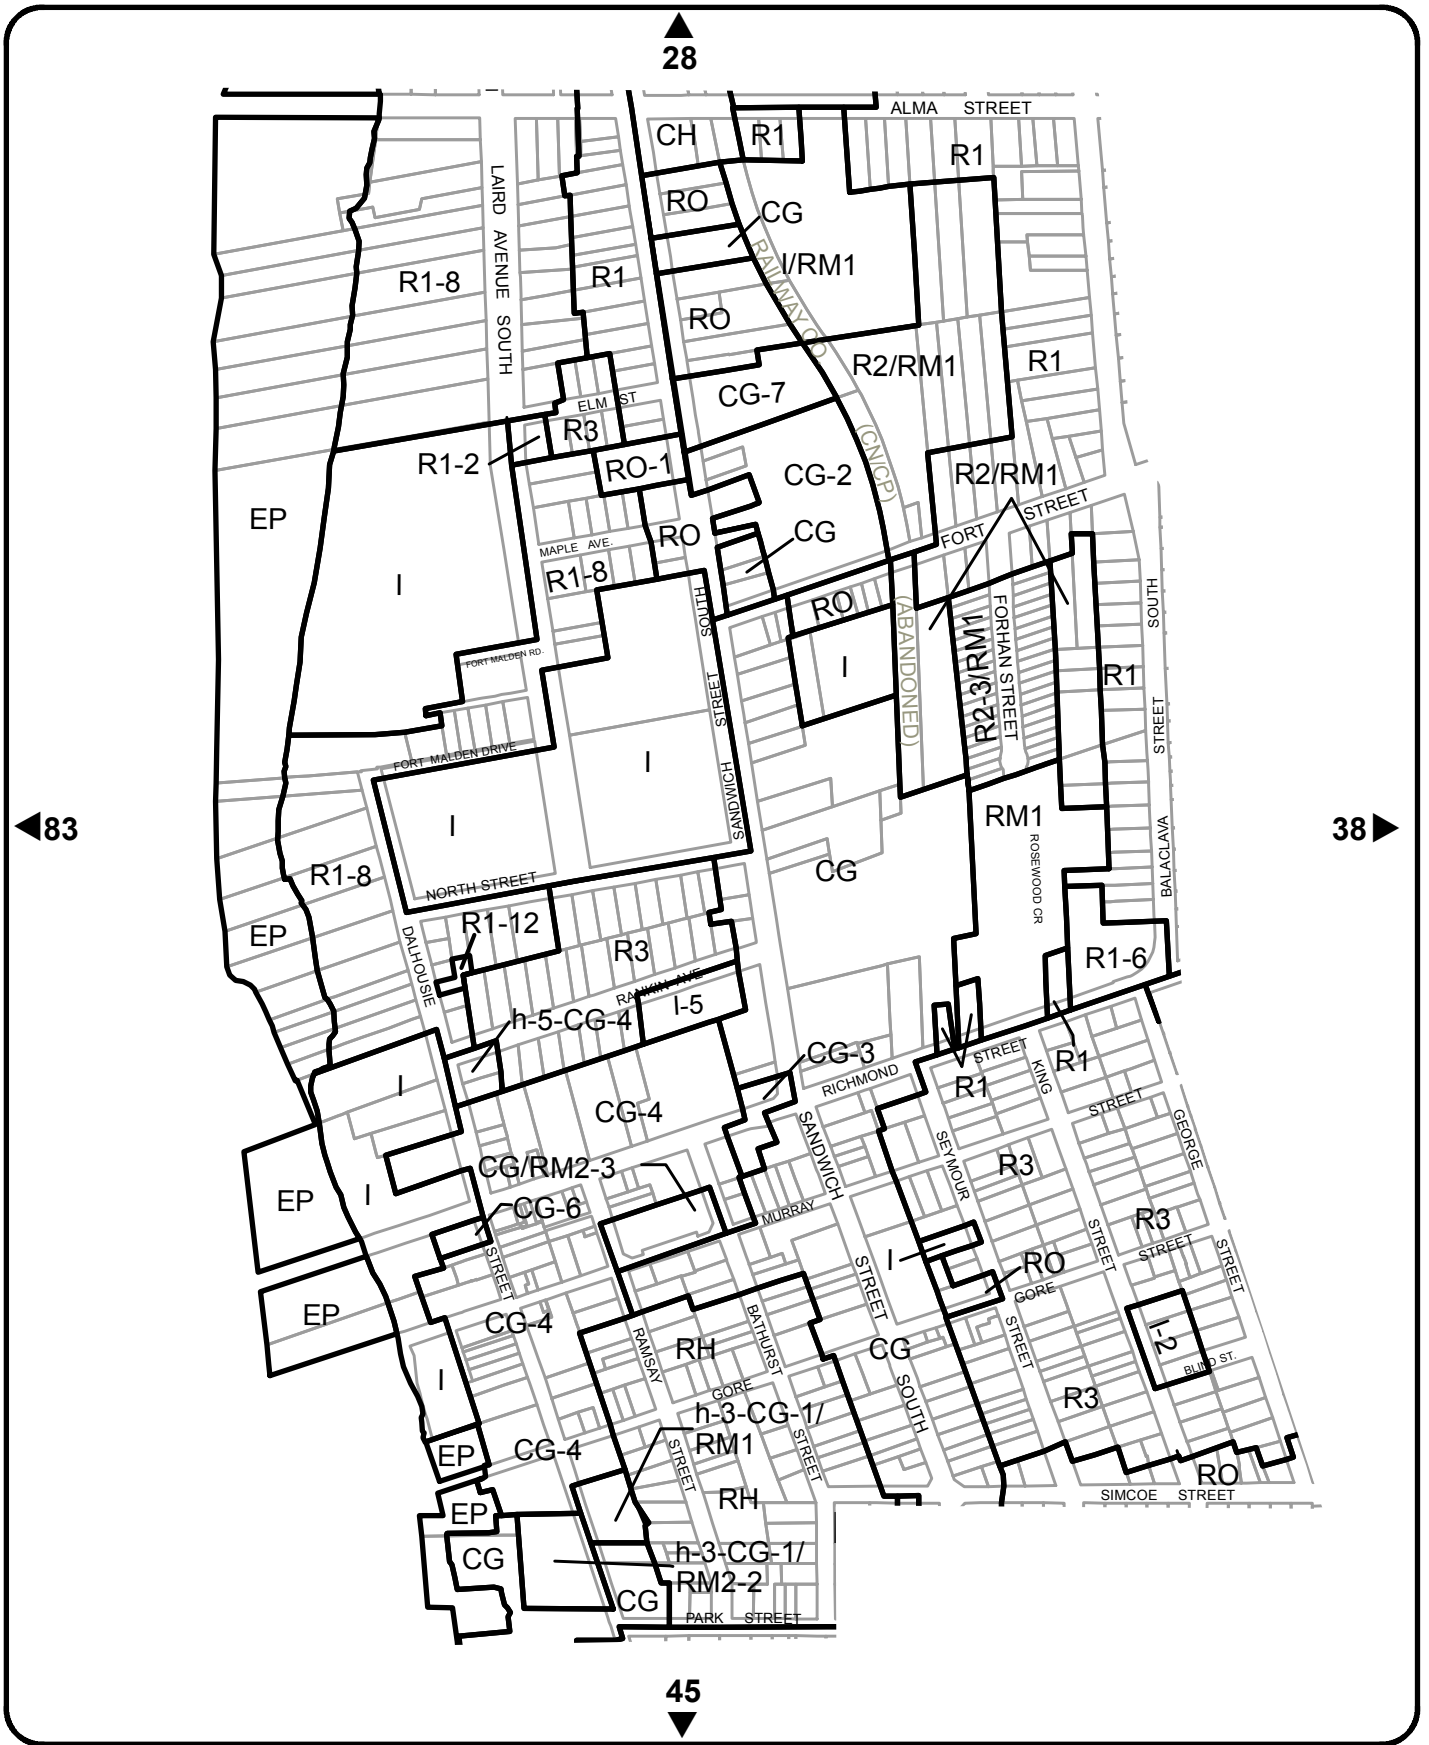 28
ALMA STREET
CH
R1
R1
RO
CG
I/RM1
LAIRD AVENUE SOUTH
R1-8
R1
RAILWAY CO.
RO
R2/RM1
R1
CG-7
ELM ST
R3
R1-2
RO-1
(CN/CP)
CG-2
R2/RM1
FORT STREET
EP
RO
CG
MAPLE AVE.
R1-8
I
SOUTH
RO
(ABANDONED)
R2-3/RM1
FORHAN STREET
SOUTH
FORT MALDEN RD.
I
R1
STREET
STREET
FORT MALDEN DRIVE
I
SANDWICH
83
I
RM1
38
ROSEWOOD CR
BALACLAVA
R1-8
CG
NORTH STREET
R1-12
EP
DALHOUSIE
R3
R1-6
RANKIN AVE
I-5
h-5-CG-4
CG-3
STREET
R1
KING
I
RICHMOND
R1
CG-4
STREET
SANDWICH
SEYMOUR
GEORGE
CG/RM2-3
R3
EP
I
CG-6
MURRAY
R3
STREET
STREET
STREET
STREET
I
RO
STREET
STREET
GORE
EP
CG-4
BATHURST
STREET
I-2
RAMSAY
RH
CG
BLIND ST.
I
GORE
SOUTH
R3
h-3-CG-1/
RM1
EP
CG-4
STREET
STREET
RO
RH
SIMCOE STREET
EP
CG
h-3-CG-1/
RM2-2
CG
PARK STREET
45